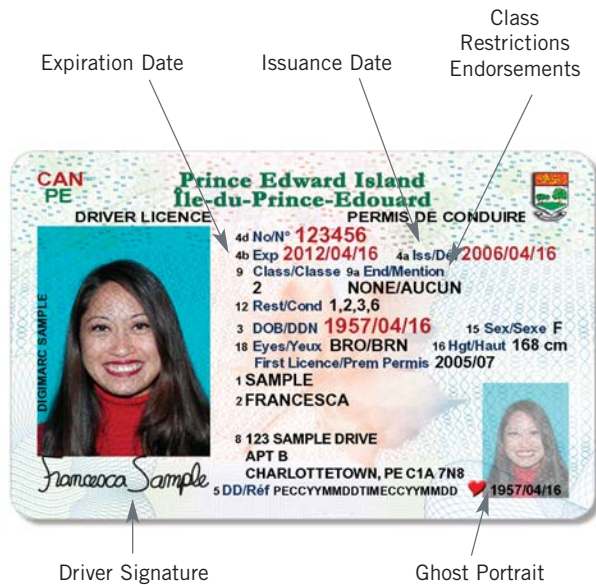 Class
Restrictions
Endorsements
Expiration Date
Issuance Date
CAN
PE
Prince Edward Island
Île-du-Prince-Edouard
DRIVER LICENCE
PERMIS DE CONDUIRE
4d No/N° 123456
4b Exp 2012/04/16 4a Iss/Dél 2006/04/16
9 Class/Classe 9a End/Mention
2 NONE/AUCUN
12 Rest/Cond 1,2,3,6
3 DOB/DDN 1957/04/16 15 Sex/Sexe F
18 Eyes/Yeux BRO/BRN 16 Hgt/Haut 168 cm
First Licence/Prem Permis 2005/07
1 SAMPLE
2 FRANCESCA
8 123 SAMPLE DRIVE
APT B
CHARLOTTETOWN, PE C1A 7N8
5 DD/Réf PECCYYMMDDTIMECCYYMMDD 1957/04/16
DIGIMARC SAMPLE
Francesca Sample
Driver Signature
Ghost Portrait